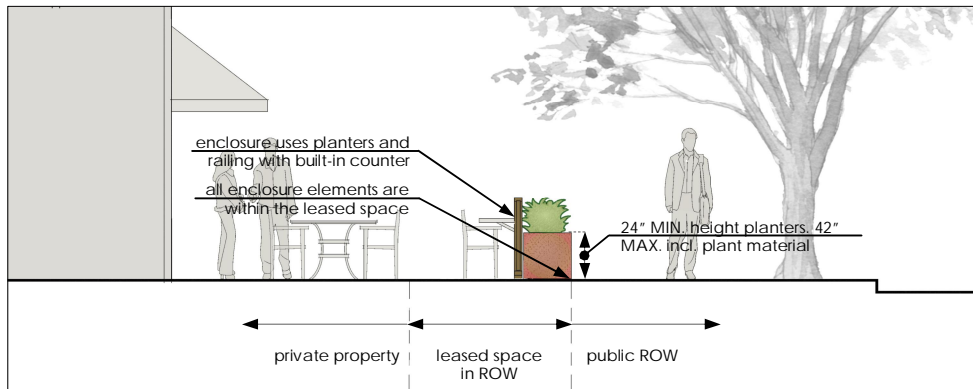 enclosure uses planters and
railing with built-in counter
all enclosure elements are
within the leased space
24" MIN. height planters. 42"
MAX. incl. plant material
private property
leased space
in ROW
public ROW